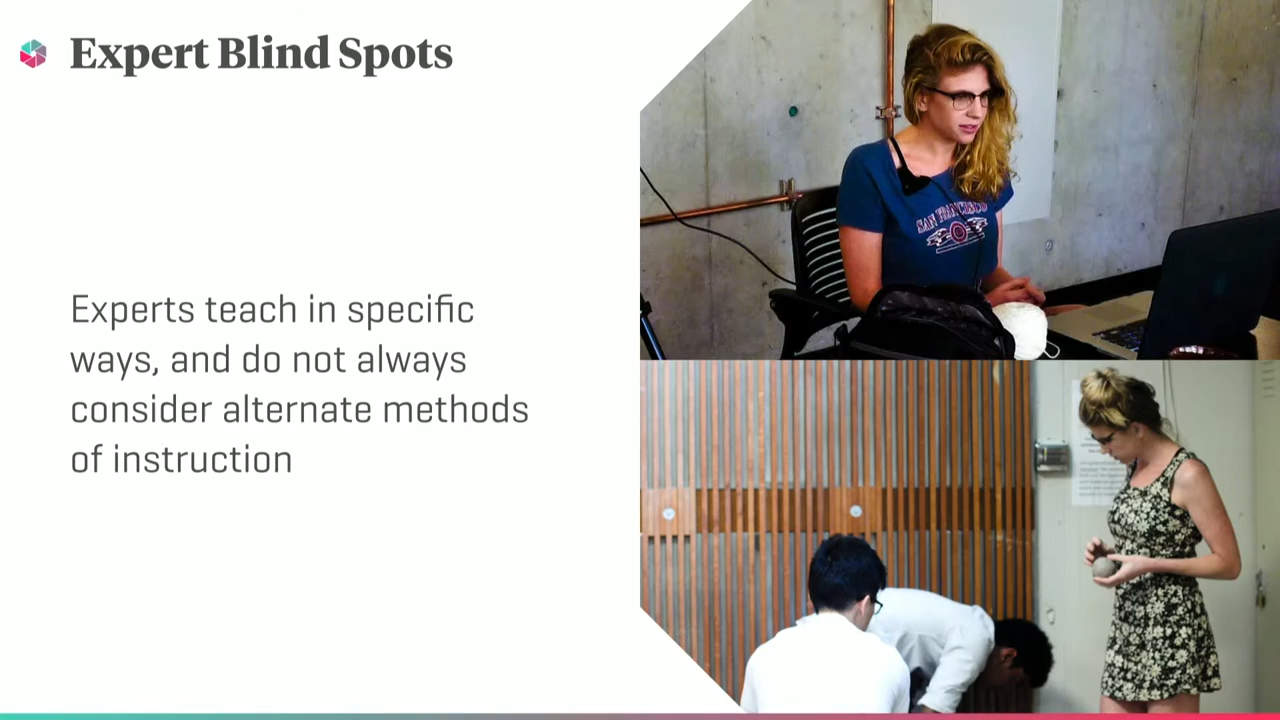 Expert Blind Spots
Experts teach in specific
ways, and do not always
consider alternate methods
of instruction
SAN FRANCISCO